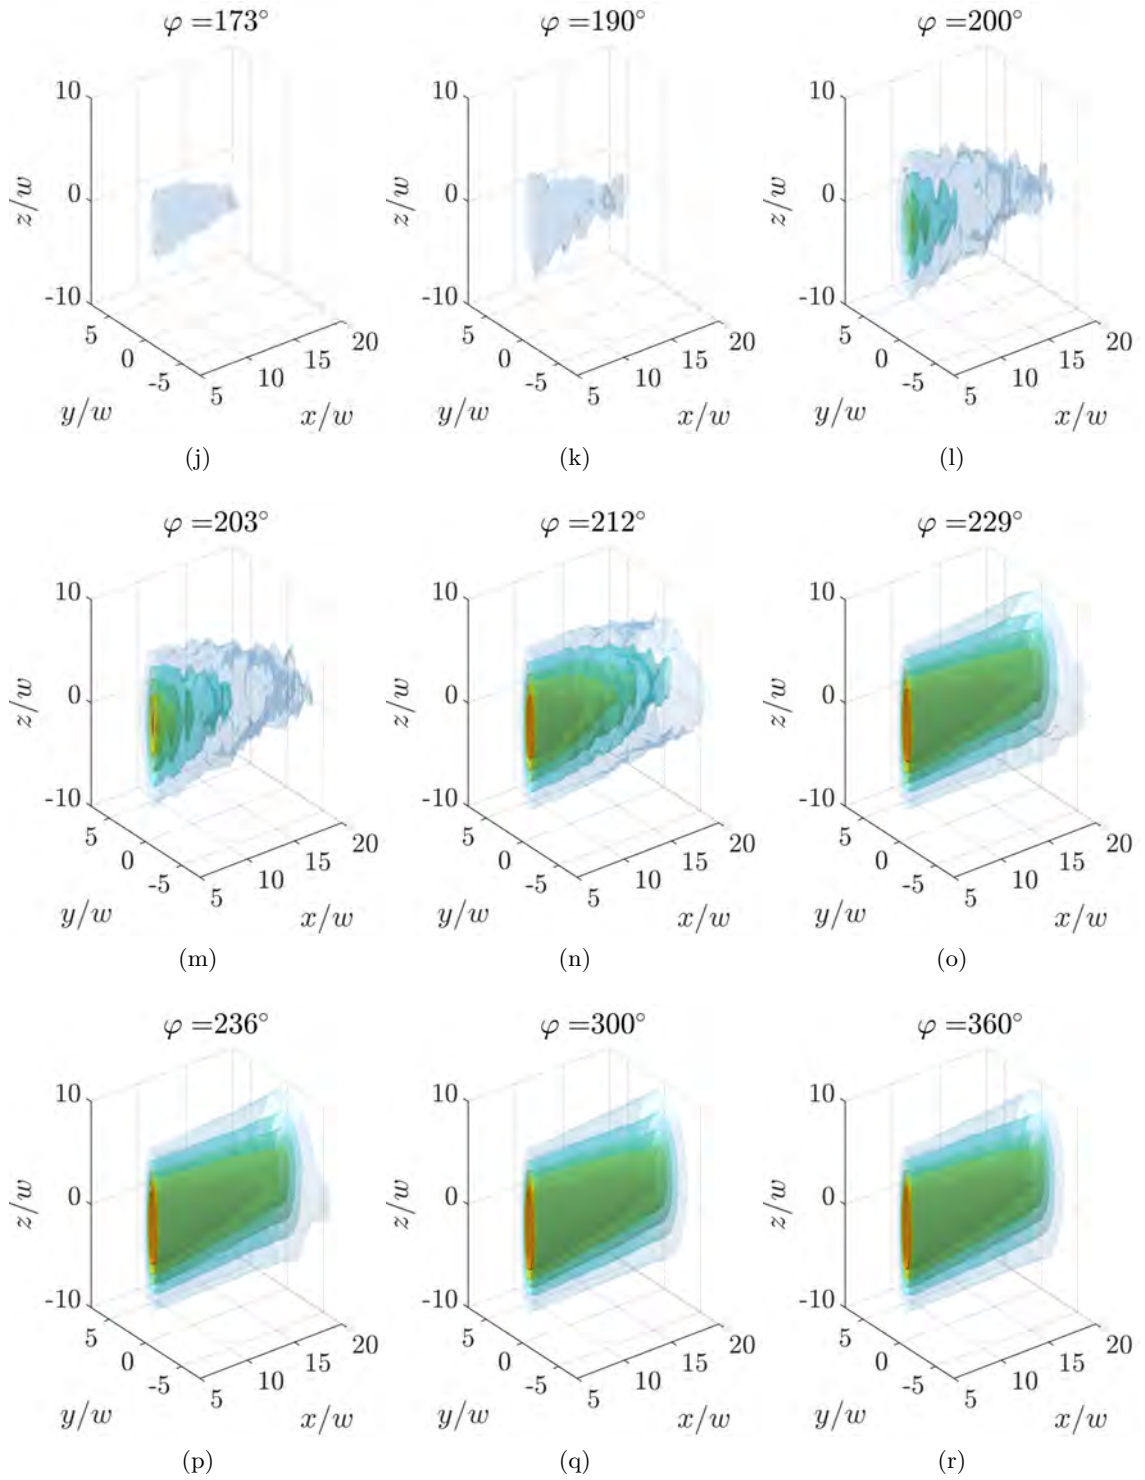 φ =173° φ =190° φ =200°
10 10 10
z/w z/w z/w
0 0 0
-10 -10 -10
5 0 -5 5 0 -5 5 0 -5
5 10 15 20 5 10 15 20 5 10 15 20
y/w x/w y/w x/w y/w x/w
(j) (k) (l)
φ =203° φ =212° φ =229°
10 10 10
z/w z/w z/w
0 0 0
-10 -10 -10
5 0 -5 5 0 -5 5 0 -5
5 10 15 20 5 10 15 20 5 10 15 20
y/w x/w y/w x/w y/w x/w
(m) (n) (o)
φ =236° φ =300° φ =360°
10 10 10
z/w z/w z/w
0 0 0
-10 -10 -10
5 0 -5 5 0 -5 5 0 -5
5 10 15 20 5 10 15 20 5 10 15 20
y/w x/w y/w x/w y/w x/w
(p) (q) (r)